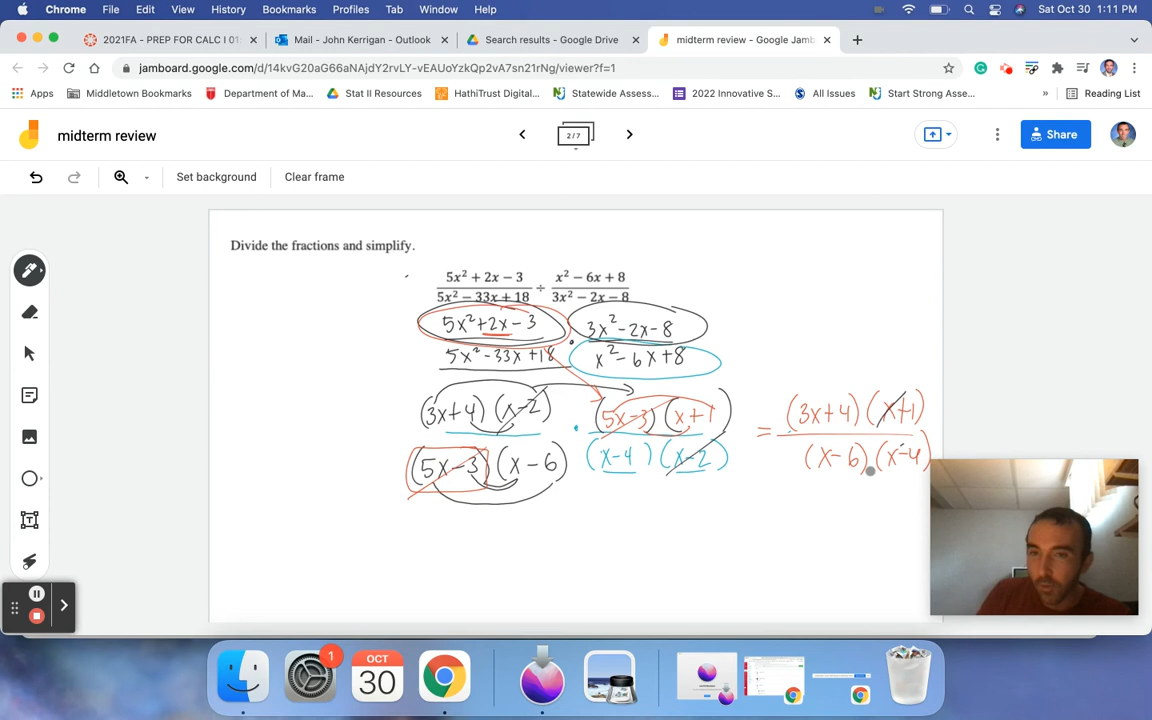 Chrome File Edit View History Bookmarks Profiles Tab Window Help Sat Oct 30 1:11 PM
2021FA - PREP FOR CALC I 01: Mail - John Kerrigan - Outlook Search results - Google Drive midterm review - Google Jamb
jamboard.google.com/d/14kvG20aG66aNAjdY2rvLY-vEAUoYzkQp2vA7sn21rNg/viewer?f=1
Apps Middletown Bookmarks Department of Ma... Stat II Resources HathiTrust Digital... Statewide Assess... 2022 Innovative S... All Issues Start Strong Asse... » Reading List
midterm review 2/7 Share
Set background Clear frame
Divide the fractions and simplify.
5x² + 2x − 3 / 5x² − 33x + 18 ÷ x² − 6x + 8 / 3x² − 2x − 8
5x²+2x−3 / 5x²−33x+18 · 3x²−2x−8 / x²−6x+8
(3x+4)(x−2) / (5x−3)(x−6) · (5x−3)(x+1) / (x−4)(x−2) = (3x+4)(x+1) / (x−6)(x−4)
1
OCT
30